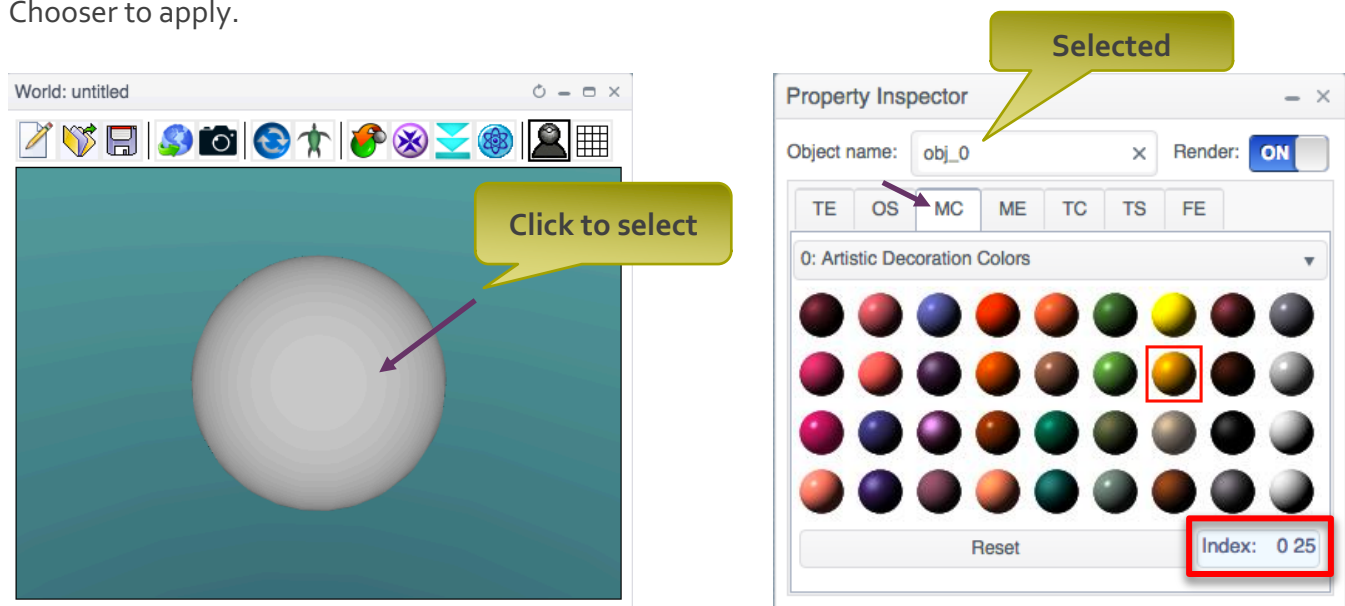 Chooser to apply.
Selected
World: untitled
Property Inspector
Object name: obj_0 Render: ON
TE OS MC ME TC TS FE
Click to select
0: Artistic Decoration Colors
Reset Index: 0 25